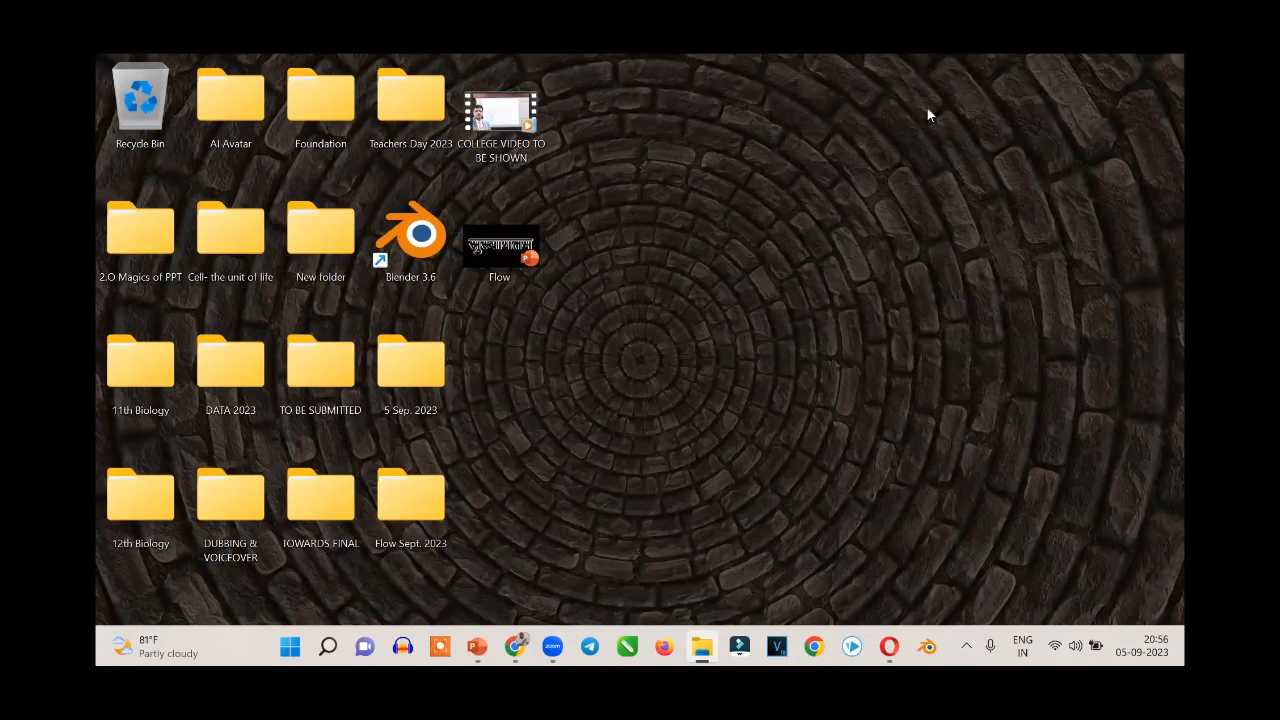 Recycle Bin
AI Avatar
Foundation
Teachers Day 2023
COLLEGE VIDEO TO
BE SHOWN
2.O Magics of PPT
Cell- the unit of life
New folder
Blender 3.6
Flow
11th Biology
DATA 2023
TO BE SUBMITTED
5 Sep. 2023
12th Biology
DUBBING &
VOICEOVER
TOWARDS FINAL
Flow Sept. 2023
81°F
Partly cloudy
zoom
ENG
IN
20:56
05-09-2023